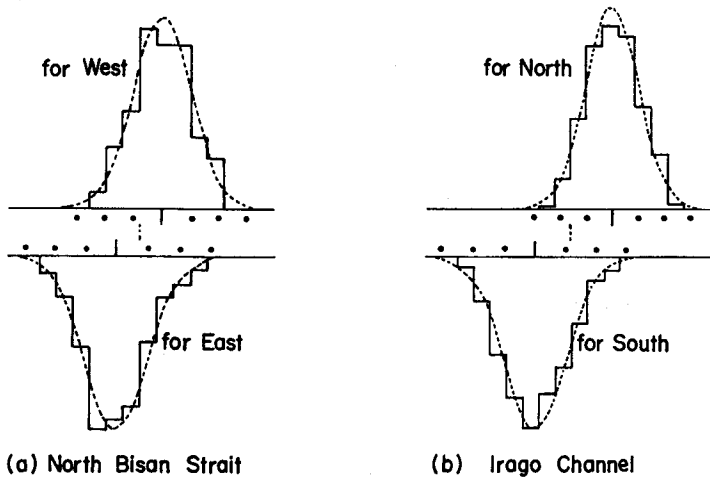 for West
for North
for East
for South
(a) North Bisan Strait
(b) Irago Channel